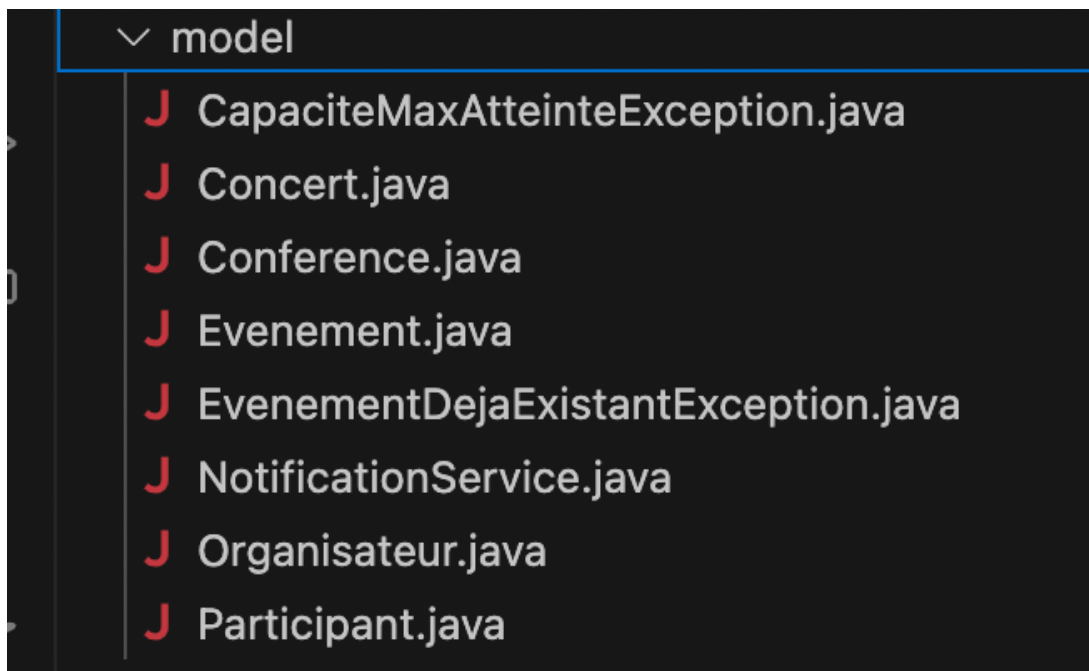 model
J CapaciteMaxAtteinteException.java
J Concert.java
J Conference.java
J Evenement.java
J EvenementDejaExistantException.java
J NotificationService.java
J Organisateur.java
J Participant.java